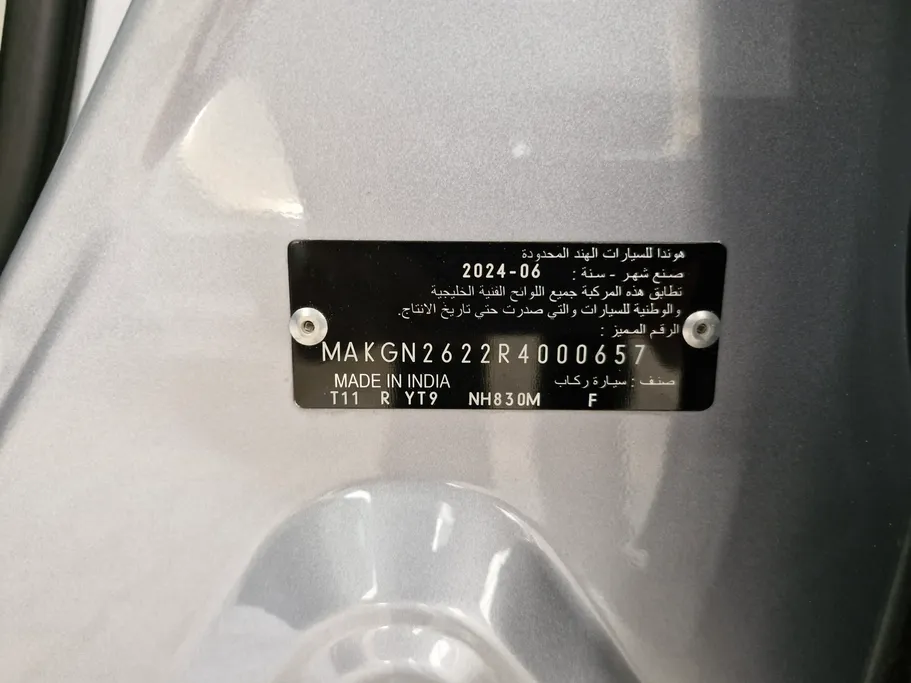 هوندا للسيارات الهند المحدودة
صنع شهر - سنة : 2024-06
تطابق هذه المركبة جميع اللوائح الفنية الخليجية
والوطنية للسيارات والتي صدرت حتى تاريخ الانتاج.
الرقم المميز :
MAKGN2622R4000657
صنف : سيارة ركاب MADE IN INDIA
T11 R YT9 NH830M F